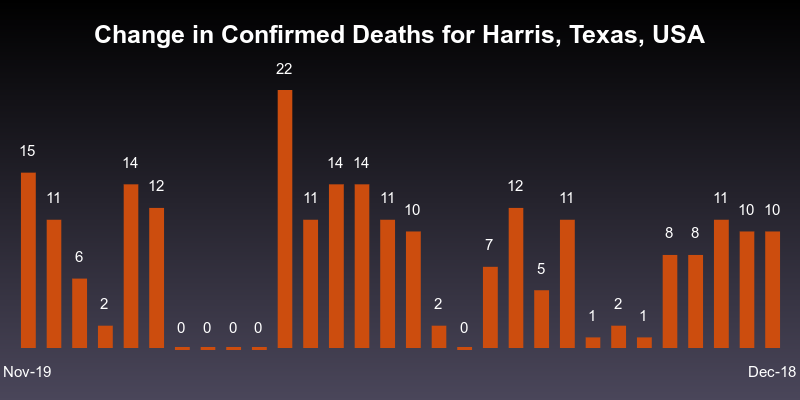 Change in Confirmed Deaths for Harris, Texas, USA
15 11 6 2 14 12 0 0 0 0 22 11 14 14 11 10 2 0 7 12 5 11 1 2 1 8 8 11 10 10
Nov-19 Dec-18